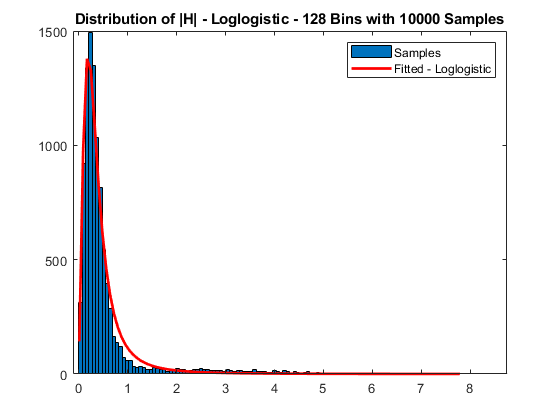 Distribution of |H| - Loglogistic - 128 Bins with 10000 Samples
1500
Samples
Fitted - Loglogistic
1000
500
0
0 1 2 3 4 5 6 7 8